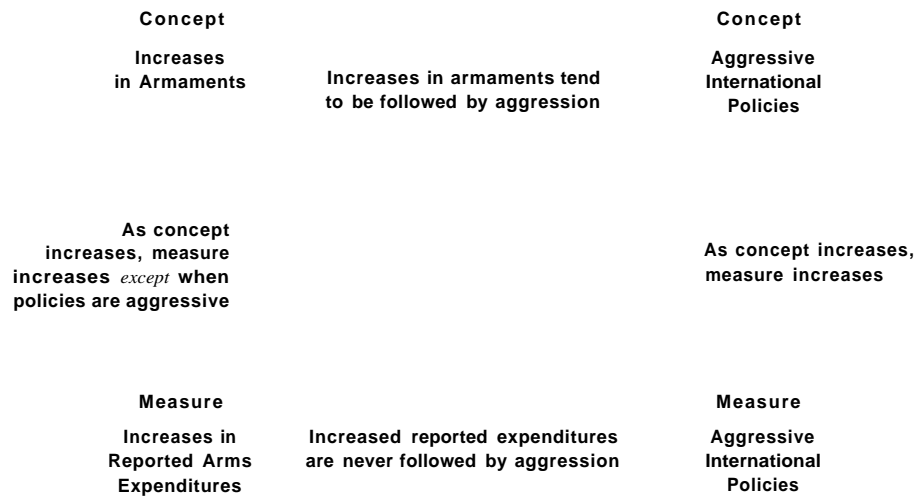 Concept
Increases
in Armaments
Increases in armaments tend
to be followed by aggression
Concept
Aggressive
International
Policies
As concept
increases, measure
increases except when
policies are aggressive
As concept increases,
measure increases
Measure
Increases in
Reported Arms
Expenditures
Increased reported expenditures
are never followed by aggression
Measure
Aggressive
International
Policies